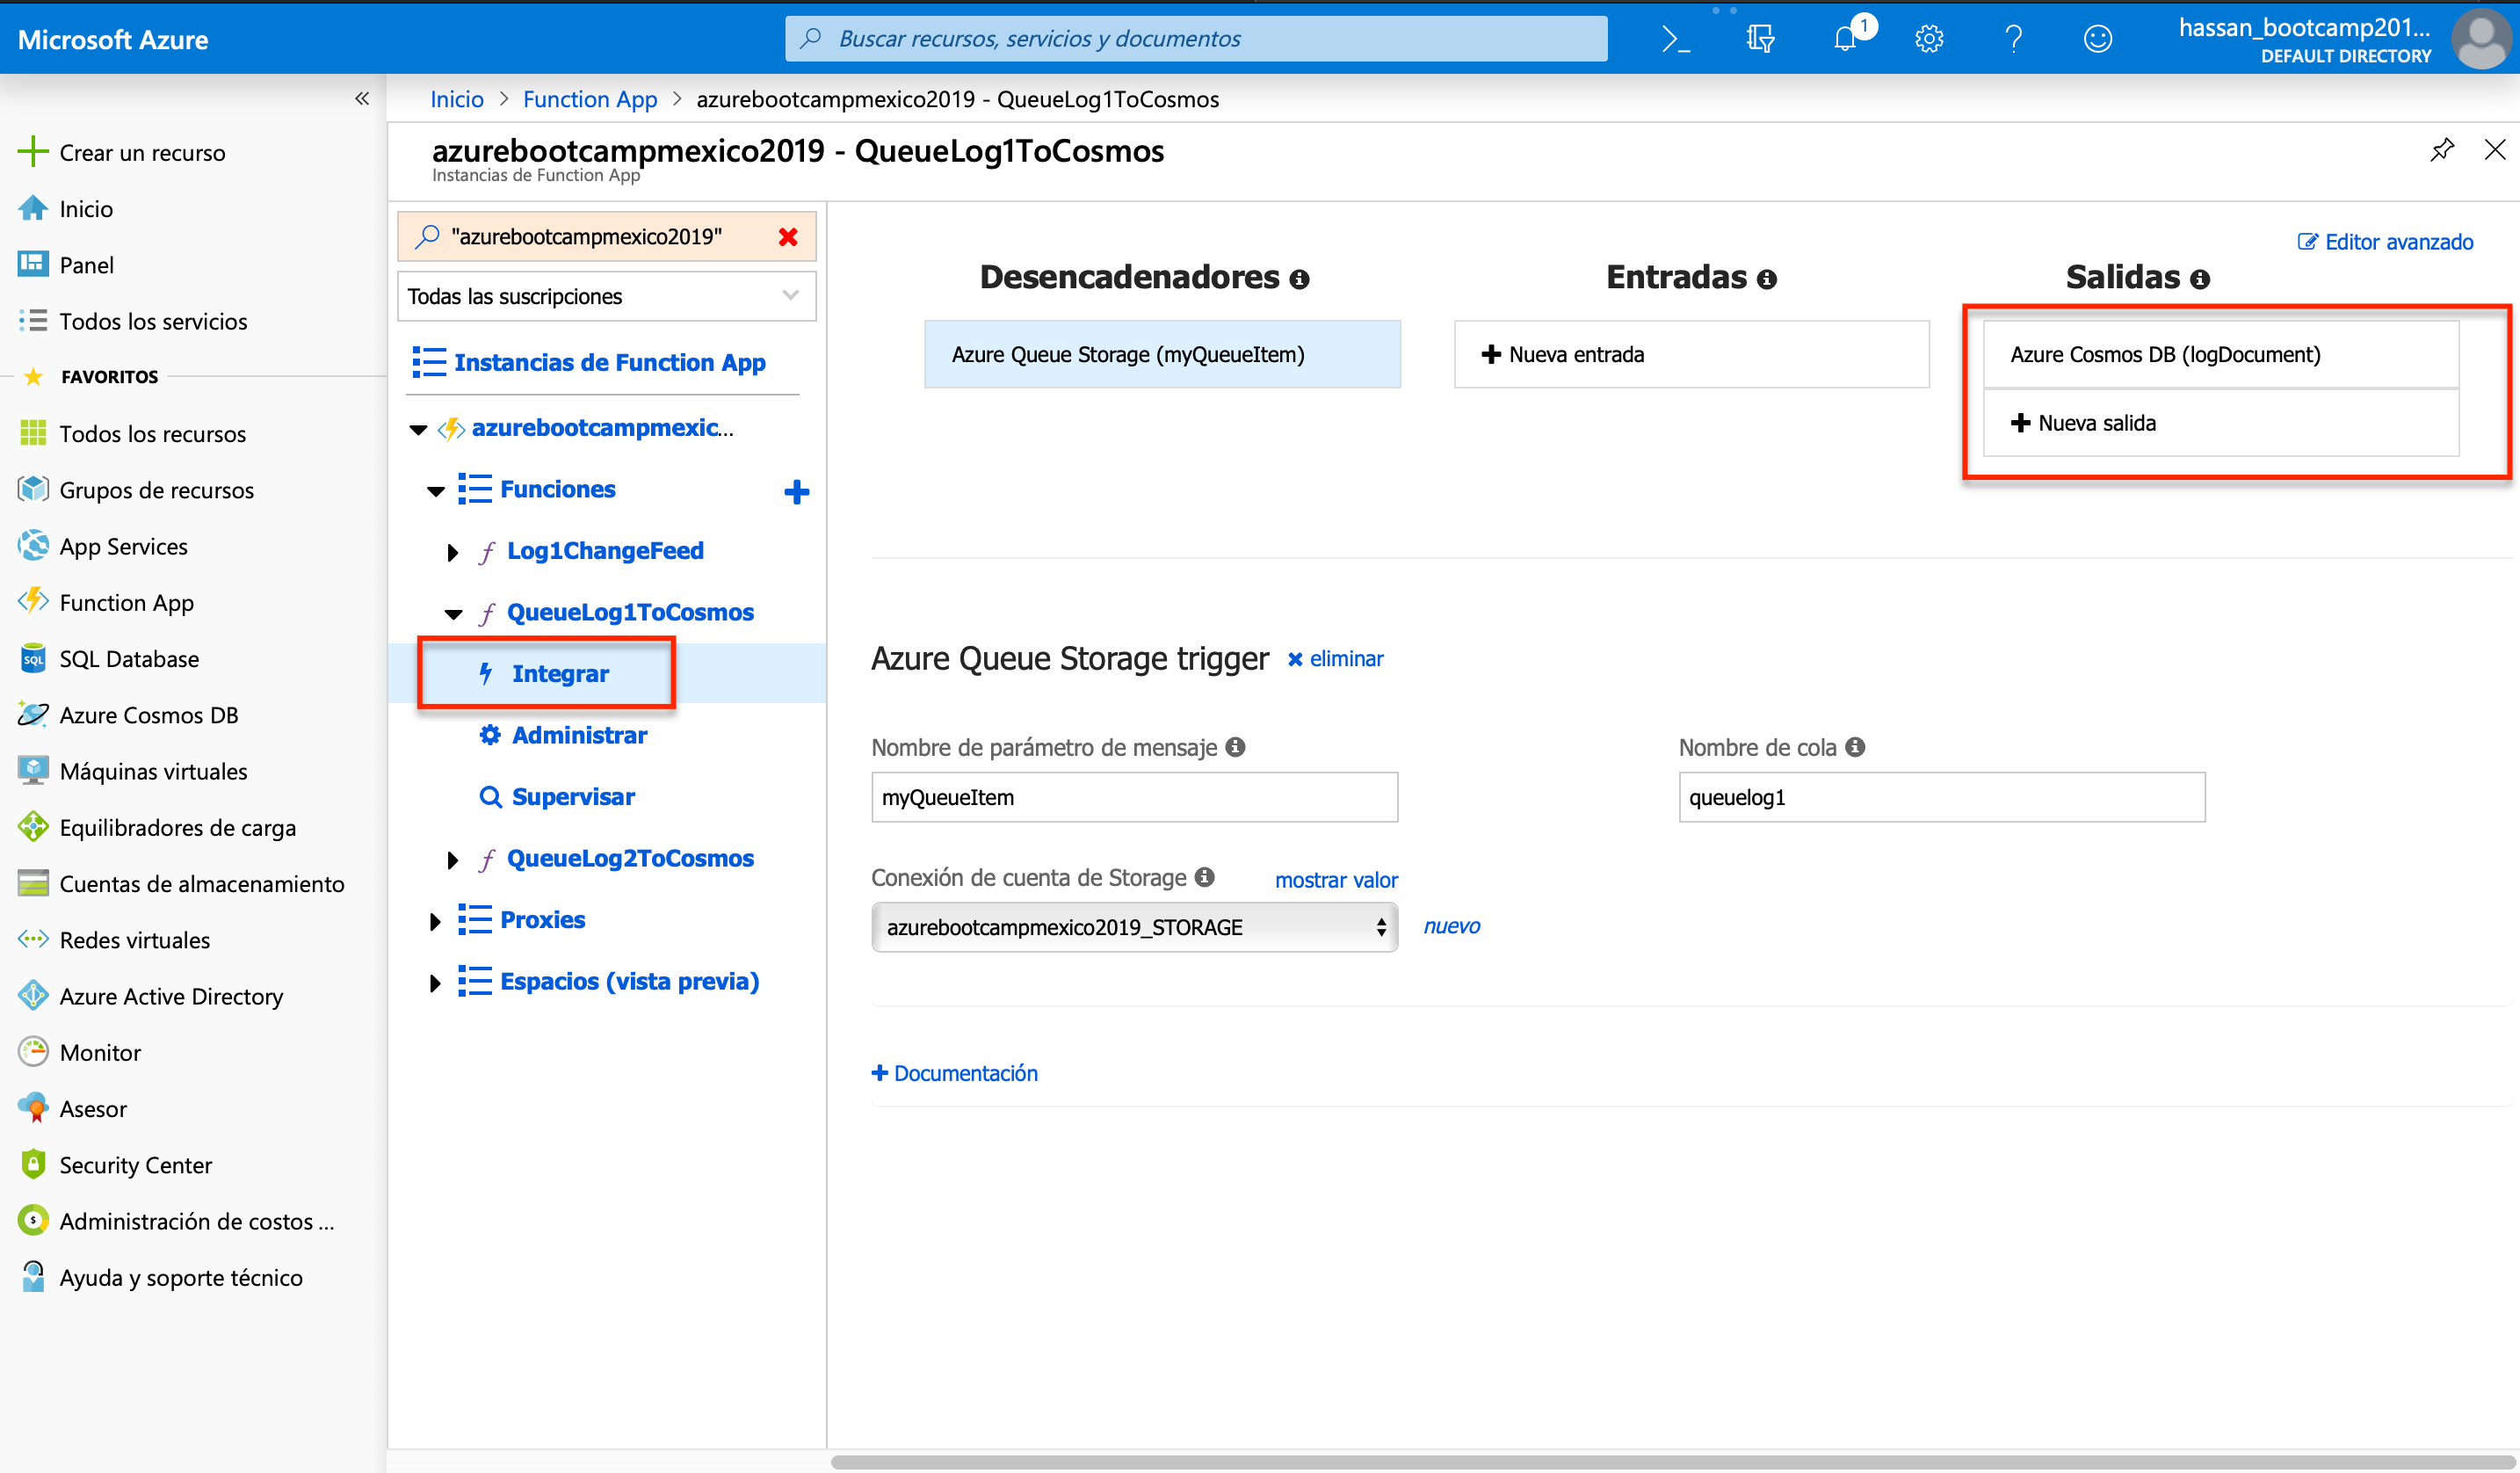 Microsoft Azure
Buscar recursos, servicios y documentos
1
hassan_bootcamp201...
DEFAULT DIRECTORY
Inicio > Function App > azurebootcampmexico2019 - QueueLog1ToCosmos
azurebootcampmexico2019 - QueueLog1ToCosmos
Instancias de Function App
Crear un recurso
Inicio
Panel
Todos los servicios
FAVORITOS
Todos los recursos
Grupos de recursos
App Services
Function App
SQL Database
Azure Cosmos DB
Máquinas virtuales
Equilibradores de carga
Cuentas de almacenamiento
Redes virtuales
Azure Active Directory
Monitor
Asesor
Security Center
Administración de costos ...
Ayuda y soporte técnico
"azurebootcampmexico2019"
Todas las suscripciones
Instancias de Function App
azurebootcampmexic...
Funciones
Log1ChangeFeed
QueueLog1ToCosmos
Integrar
Administrar
Supervisar
QueueLog2ToCosmos
Proxies
Espacios (vista previa)
Editor avanzado
Desencadenadores
Azure Queue Storage (myQueueItem)
Entradas
Nueva entrada
Salidas
Azure Cosmos DB (logDocument)
Nueva salida
Azure Queue Storage trigger
eliminar
Nombre de parámetro de mensaje
myQueueItem
Nombre de cola
queuelog1
Conexión de cuenta de Storage
mostrar valor
azurebootcampmexico2019_STORAGE
nuevo
Documentación